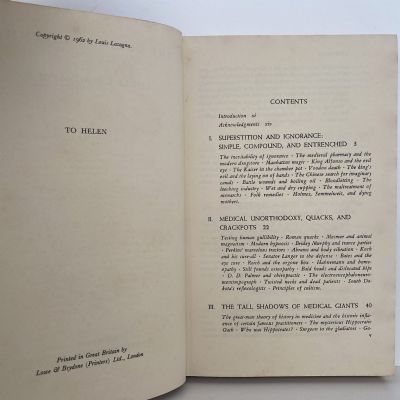 Copyright © 1962 by Louis Lasagna.
TO HELEN
Printed in Great Britain by
Lowe & Brydone (Printers) Ltd., London
CONTENTS
Introduction xi
Acknowledgments xiv
I. SUPERSTITION AND IGNORANCE:
SIMPLE, COMPOUND, AND ENTRENCHED 3
The inevitability of ignorance · The medieval pharmacy and the
modern drugstore · Manhattan magic · King Alfonso and the evil
eye · The Kaiser in the chamber pot · Voodoo death · The king's
evil and the laying on of hands · The Chinese search for imaginary
canals · Battle wounds and boiling oil · Bloodletting · The
leeching industry · Wet and dry cupping · The maltreatment of
monarchs · Folk remedies · Holmes, Semmelweis, and dying
mothers.
II. MEDICAL UNORTHODOXY, QUACKS, AND
CRACKPOTS 22
Testing human gullibility · Roman quacks · Mesmer and animal
magnetism · Modern hypnosis · Bridey Murphy and trance parties
· Perkins' marvelous tractors · Abrams and body vibration · Koch
and his cure-all · Senator Langer to the defense · Bates and the
eye cure · Reich and the orgone box · Hahnemann and homeo-
pathy · Still founds osteopathy · Bald heads and dislocated hips
· D. D. Palmer and chiropractic · The electroencephaloneuro-
mentimpograph · Twisted necks and dead patients · South Da-
kota's reflexologists · Principles of cultism.
III. THE TALL SHADOWS OF MEDICAL GIANTS 40
The great-man theory of history in medicine and the historic influ-
ence of certain famous practitioners · The mysterious Hippocratic
Oath · Who was Hippocrates? · Surgeon to the gladiators · Ga-
v